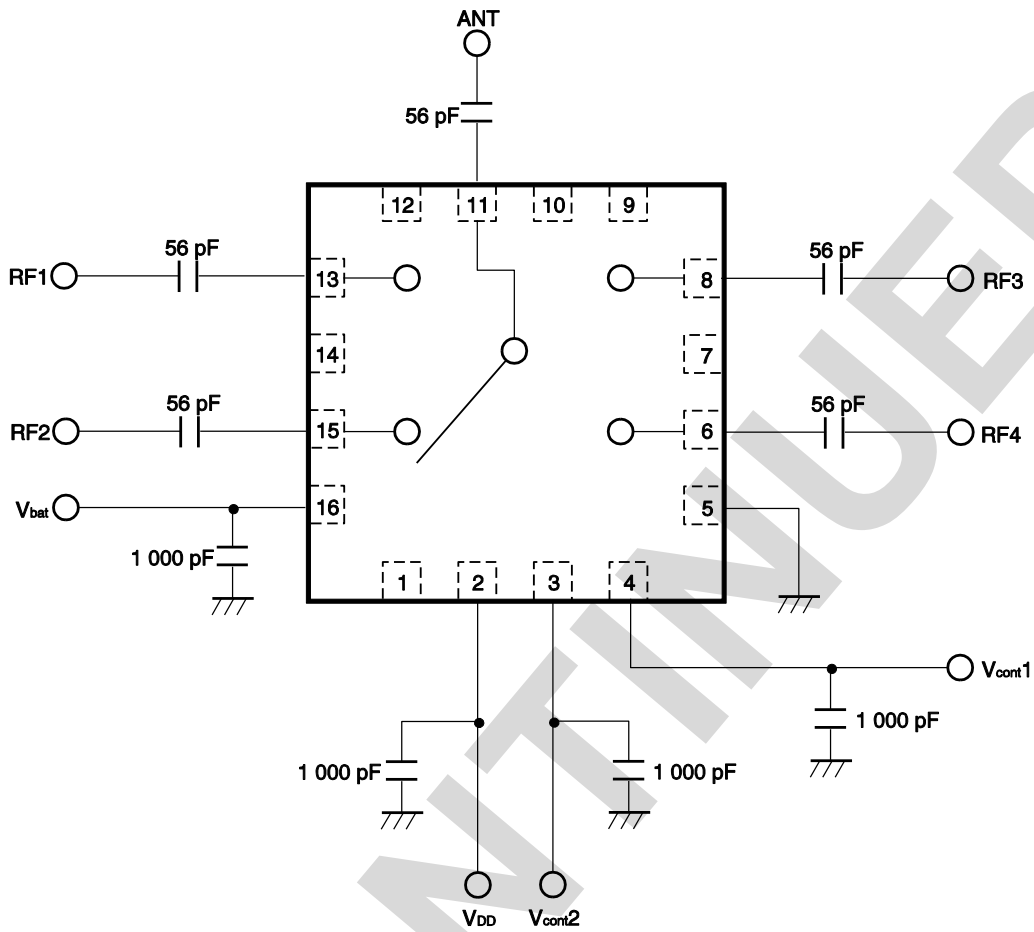 ANT
56 pF
12 11 10 9
56 pF
56 pF
RF1
13
8
RF3
14
7
56 pF
56 pF
RF2
15
6
RF4
Vbat
16
5
1 000 pF
1 2 3 4
Vcont1
1 000 pF
1 000 pF
1 000 pF
VDD
Vcont2